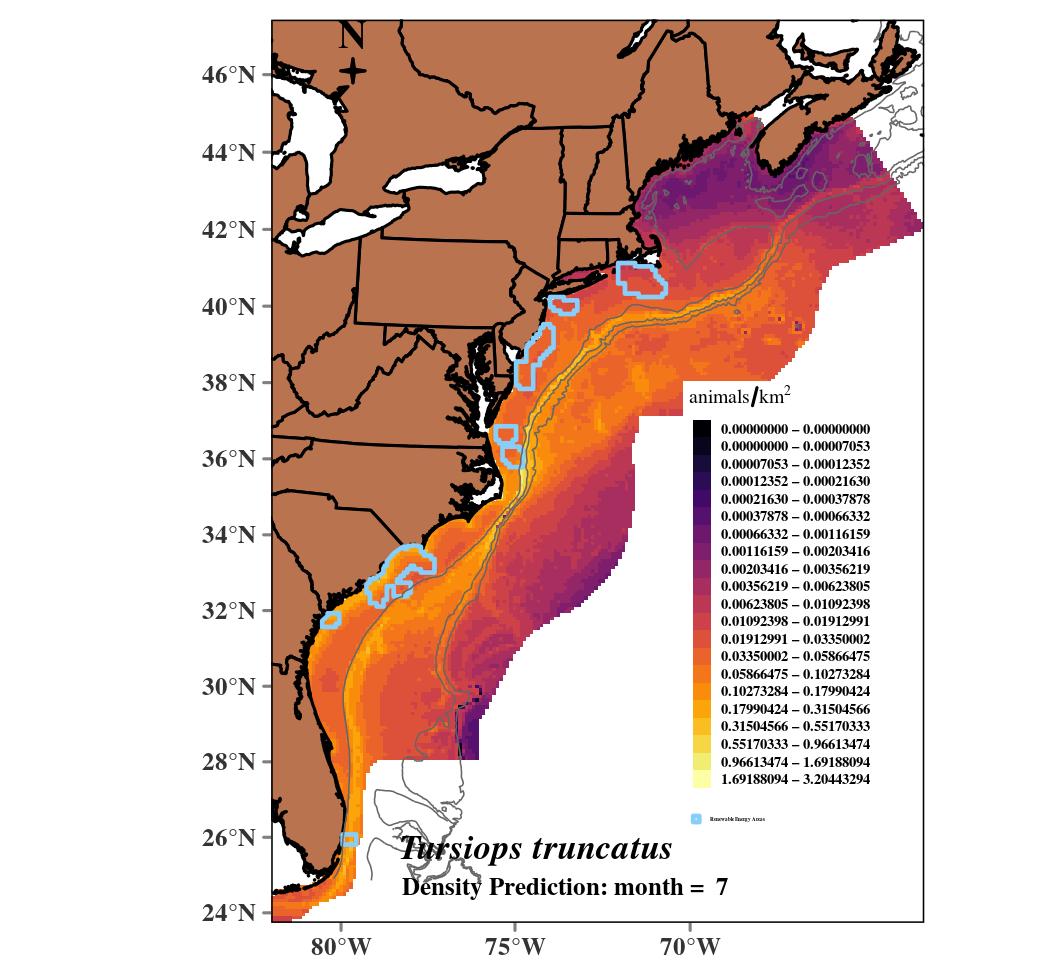 N
46°N
44°N
42°N
40°N
38°N
36°N
34°N
32°N
30°N
28°N
26°N
24°N
80°W
75°W
70°W
animals/km²
0.00000000 – 0.00000000
0.00000000 – 0.00007053
0.00007053 – 0.00012352
0.00012352 – 0.00021630
0.00021630 – 0.00037878
0.00037878 – 0.00066332
0.00066332 – 0.00116159
0.00116159 – 0.00203416
0.00203416 – 0.00356219
0.00356219 – 0.00623805
0.00623805 – 0.01092398
0.01092398 – 0.01912991
0.01912991 – 0.03350002
0.03350002 – 0.05866475
0.05866475 – 0.10273284
0.10273284 – 0.17990424
0.17990424 – 0.31504566
0.31504566 – 0.55170333
0.55170333 – 0.96613474
0.96613474 – 1.69188094
1.69188094 – 3.20443294
Renewable Energy Areas
Tursiops truncatus
Density Prediction: month = 7